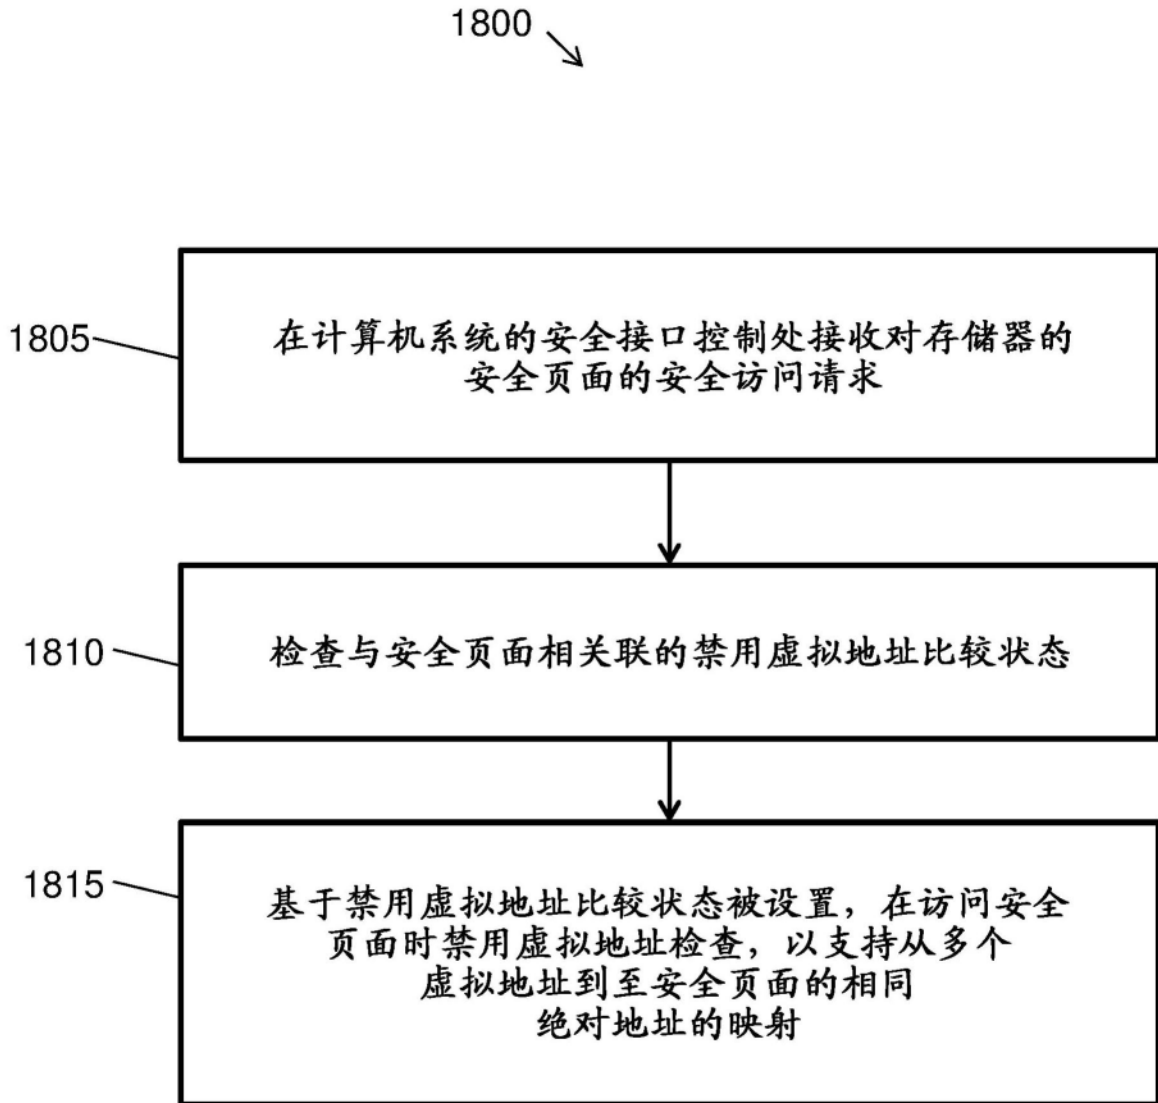 1800
1805
在计算机系统的安全接口控制处接收对存储器的
安全页面的安全访问请求
1810
检查与安全页面相关联的禁用虚拟地址比较状态
1815
基于禁用虚拟地址比较状态被设置，在访问安全
页面时禁用虚拟地址检查，以支持从多个
虚拟地址到至安全页面的相同
绝对地址的映射